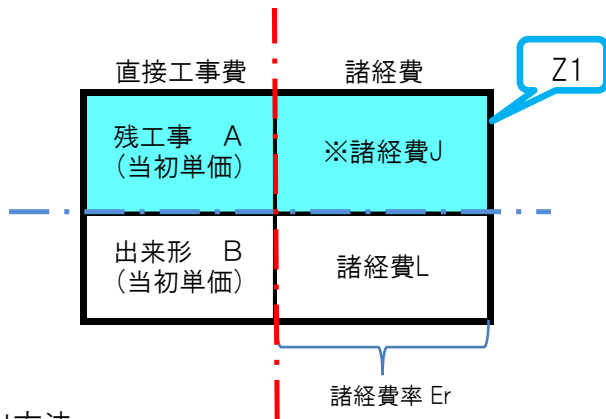 直接工事費 諸経費
Z1
残工事 A
(当初単価)
※諸経費J
出来形 B
(当初単価)
諸経費L
諸経費率 Er